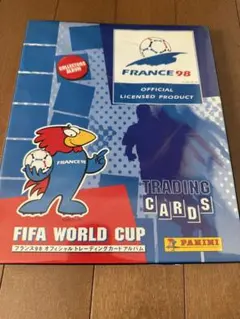 COLLECTORS
ALBUM
FRANCE 98
OFFICIAL
LICENSED PRODUCT
FRANCE98
TRADING
CARDS
FIFA WORLD CUP
フランス98 オフィシャルトレーディングカードアルバム
PANINI